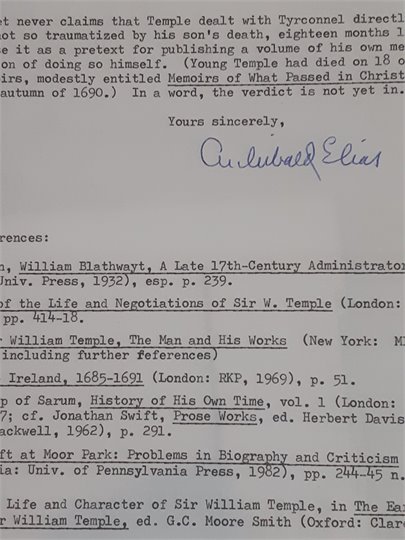 et never claims that Temple dealt with Tyrconnel directl
not so traumatized by his son's death, eighteen months l
se it as a pretext for publishing a volume of his own me
on of doing so himself. (Young Temple had died on 18 o
irs, modestly entitled Memoirs of What Passed in Christ
autumn of 1690.) In a word, the verdict is not yet in.
Yours sincerely,
Archibald Elias
rences:
n, William Blathwayt, A Late 17th-Century Administrator
Univ. Press, 1932), esp. p. 239.
of the Life and Negotiations of Sir W. Temple (London:
pp. 414-18.
r William Temple, The Man and His Works (New York: M
including further feferences)
Ireland, 1685-1691 (London: RKP, 1969), p. 51.
op of Sarum, History of His Own Time, vol. 1 (London:
7; cf. Jonathan Swift, Prose Works, ed. Herbert Davis
ackwell, 1962), p. 291.
ft at Moor Park: Problems in Biography and Criticism
ia: Univ. of Pennsylvania Press, 1982), pp. 244-45 n.
Life and Character of Sir William Temple, in The Ea
r William Temple, ed. G.C. Moore Smith (Oxford: Clare